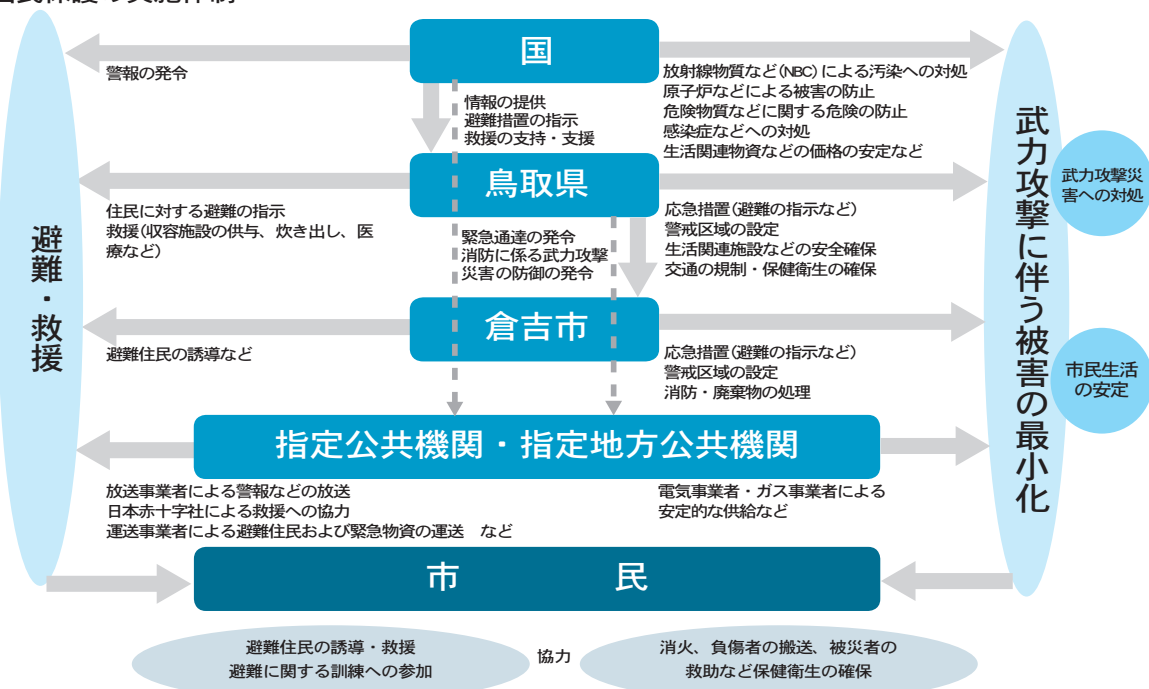 国民保護の実施体制
国
警報の発令
放射線物質など(NBC)による汚染への対処
原子炉などによる被害の防止
危険物質などに関する危険の防止
感染症などへの対処
生活関連物資などの価格の安定など
情報の提供
避難措置の指示
救援の支持・支援
鳥取県
住民に対する避難の指示
救援(収容施設の供与、炊き出し、医
療など)
応急措置(避難の指示など)
警戒区域の設定
生活関連施設などの安全確保
交通の規制・保健衛生の確保
緊急通達の発令
消防に係る武力攻撃
災害の防御の発令
倉吉市
避難住民の誘導など
応急措置(避難の指示など)
警戒区域の設定
消防・廃棄物の処理
指定公共機関・指定地方公共機関
放送事業者による警報などの放送
日本赤十字社による救援への協力
運送事業者による避難住民および緊急物資の運送 など
電気事業者・ガス事業者による
安定的な供給など
市 民
避難住民の誘導・救援
避難に関する訓練への参加
協力
消火、負傷者の搬送、被災者の
救助など保健衛生の確保
避難・救援
武力攻撃に伴う被害の最小化
武力攻撃災
害への対処
市民生活
の安定